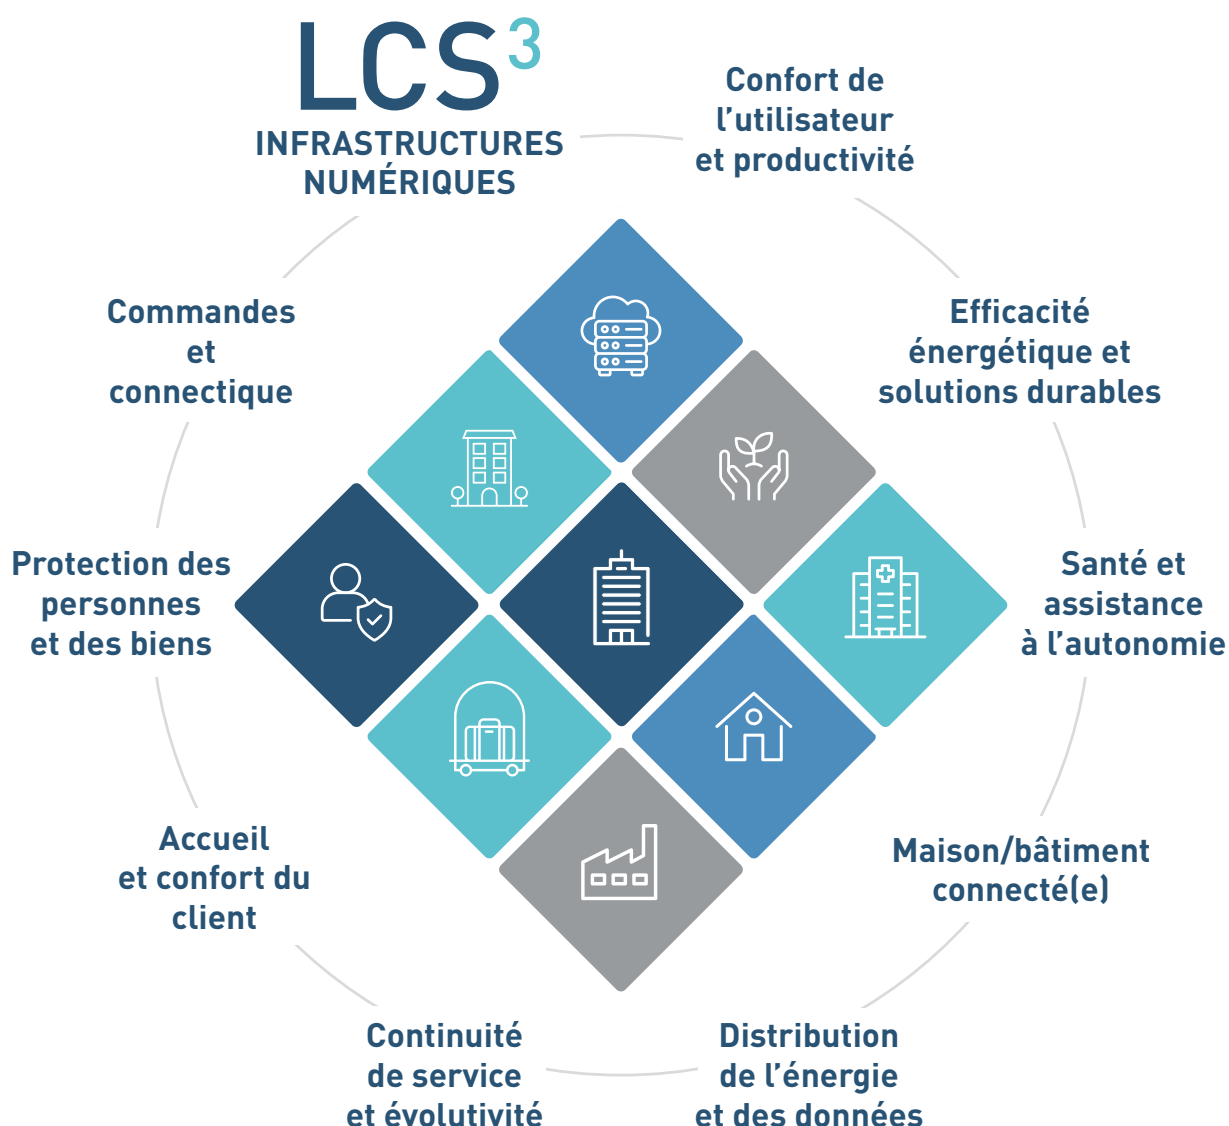 LCS³
INFRASTRUCTURES
NUMÉRIQUES
Confort de
l’utilisateur
et productivité
Efficacité
énergétique et
solutions durables
Santé et
assistance
à l’autonomie
Maison/bâtiment
connecté(e)
Distribution
de l’énergie
et des données
Continuité
de service
et évolutivité
Accueil
et confort du
client
Protection des
personnes
et des biens
Commandes
et
connectique